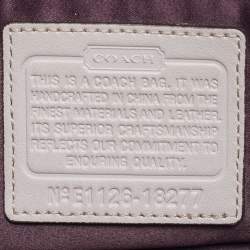 COACH
THIS IS A COACH BAG. IT WAS
HANDCRAFTED IN CHINA FROM THE
FINEST MATERIALS AND LEATHER.
ITS SUPERIOR CRAFTSMANSHIP
REFLECTS OUR COMMITMENT TO
ENDURING QUALITY.
Nº E1126-18277